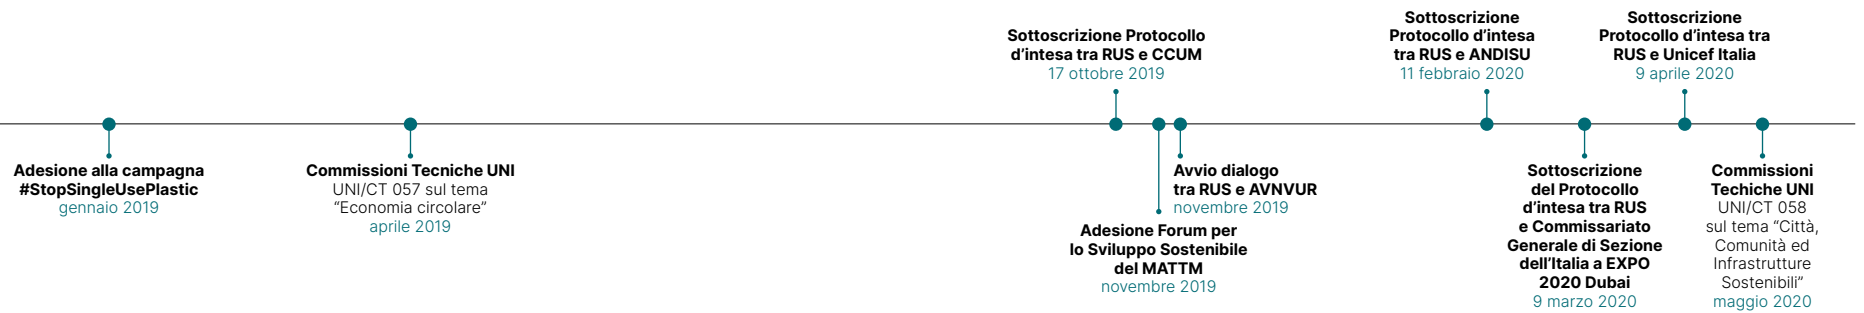 Adesione alla campagna
#StopSingleUsePlastic
gennaio 2019
Commissioni Tecniche UNI
UNI/CT 057 sul tema
“Economia circolare”
aprile 2019
Sottoscrizione Protocollo
d’intesa tra RUS e CCUM
17 ottobre 2019
Adesione Forum per
lo Sviluppo Sostenibile
del MATTM
novembre 2019
Avvio dialogo
tra RUS e AVNVUR
novembre 2019
Sottoscrizione
Protocollo d’intesa
tra RUS e ANDISU
11 febbraio 2020
Sottoscrizione
del Protocollo
d’intesa tra RUS
e Commissariato
Generale di Sezione
dell’Italia a EXPO
2020 Dubai
9 marzo 2020
Sottoscrizione
Protocollo d’intesa tra
RUS e Unicef Italia
9 aprile 2020
Commissioni
Techiche UNI
UNI/CT 058
sul tema “Città,
Comunità ed
Infrastrutture
Sostenibili”
maggio 2020